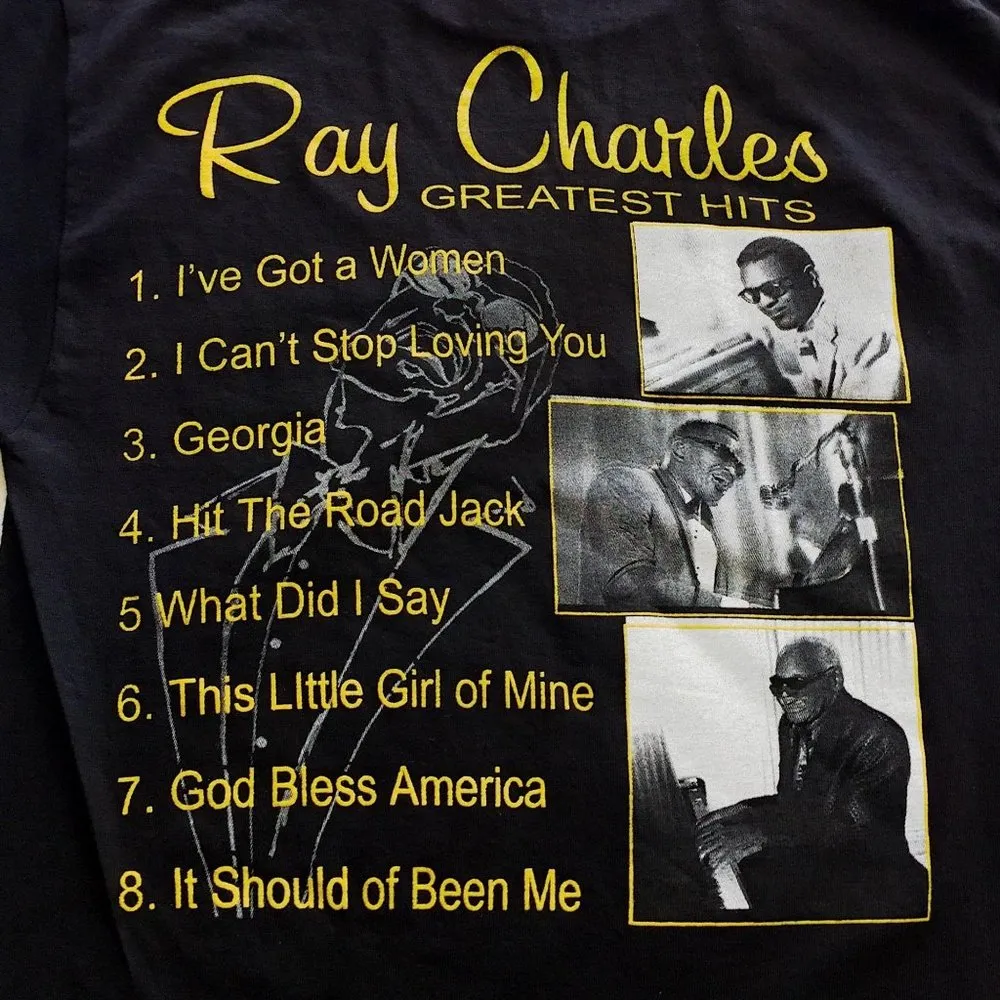 Ray Charles
GREATEST HITS
1. I've Got a Women
2. I Can't Stop Loving You
3. Georgia
4. Hit The Road Jack
5 What Did I Say
6. This LIttle Girl of Mine
7. God Bless America
8. It Should of Been Me